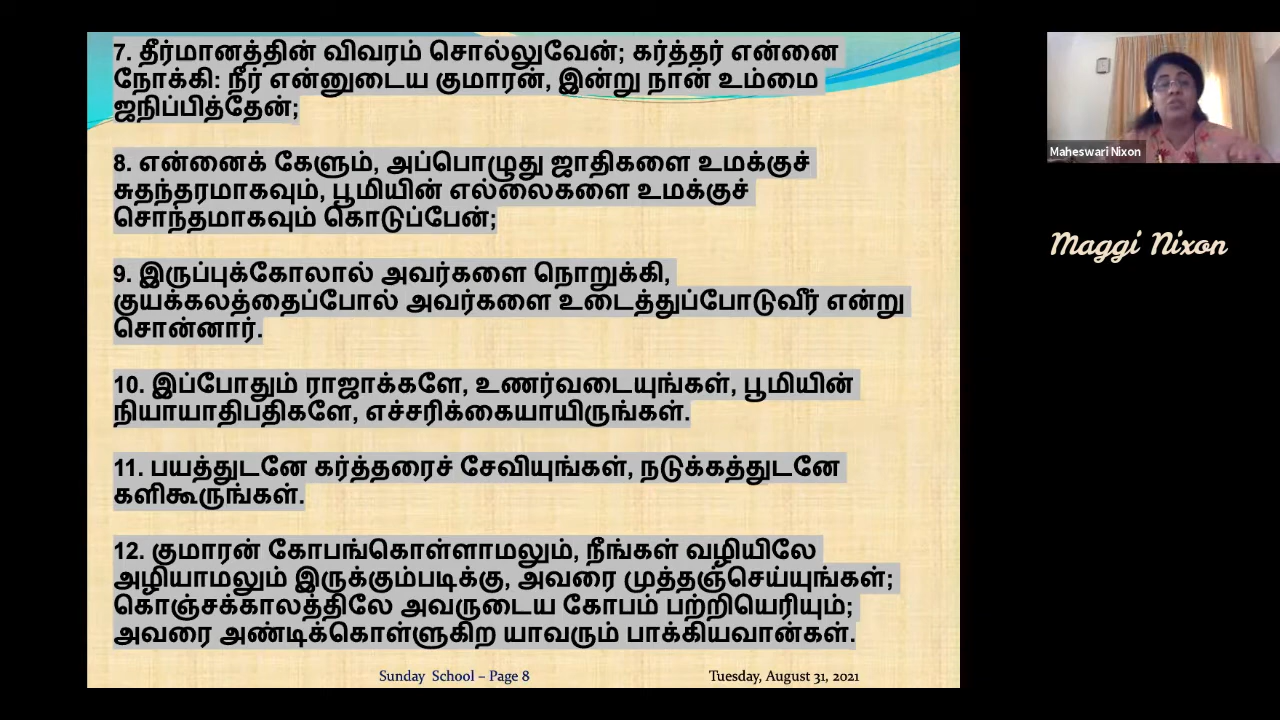 7. தீர்மானத்தின் விவரம் சொல்லுவேன்; கர்த்தர் என்னை
நோக்கி: நீர் என்னுடைய குமாரன், இன்று நான் உம்மை
ஜநிப்பித்தேன்;
8. என்னைக் கேளும், அப்பொழுது ஜாதிகளை உமக்குச்
சுதந்தரமாகவும், பூமியின் எல்லைகளை உமக்குச்
சொந்தமாகவும் கொடுப்பேன்;
9. இருப்புக்கோலால் அவர்களை நொறுக்கி,
குயக்கலத்தைப்போல் அவர்களை உடைத்துப்போடுவீர் என்று
சொன்னார்.
10. இப்போதும் ராஜாக்களே, உணர்வடையுங்கள், பூமியின்
நியாயாதிபதிகளே, எச்சரிக்கையாயிருங்கள்.
11. பயத்துடனே கர்த்தரைச் சேவியுங்கள், நடுக்கத்துடனே
களிகூருங்கள்.
12. குமாரன் கோபங்கொள்ளாமலும், நீங்கள் வழியிலே
அழியாமலும் இருக்கும்படிக்கு, அவரை முத்தஞ்செய்யுங்கள்;
கொஞ்சக்காலத்திலே அவருடைய கோபம் பற்றியெரியும்;
அவரை அண்டிக்கொள்ளுகிற யாவரும் பாக்கியவான்கள்.
Sunday School – Page 8
Tuesday, August 31, 2021
Maheswari Nixon
Maggi Nixon